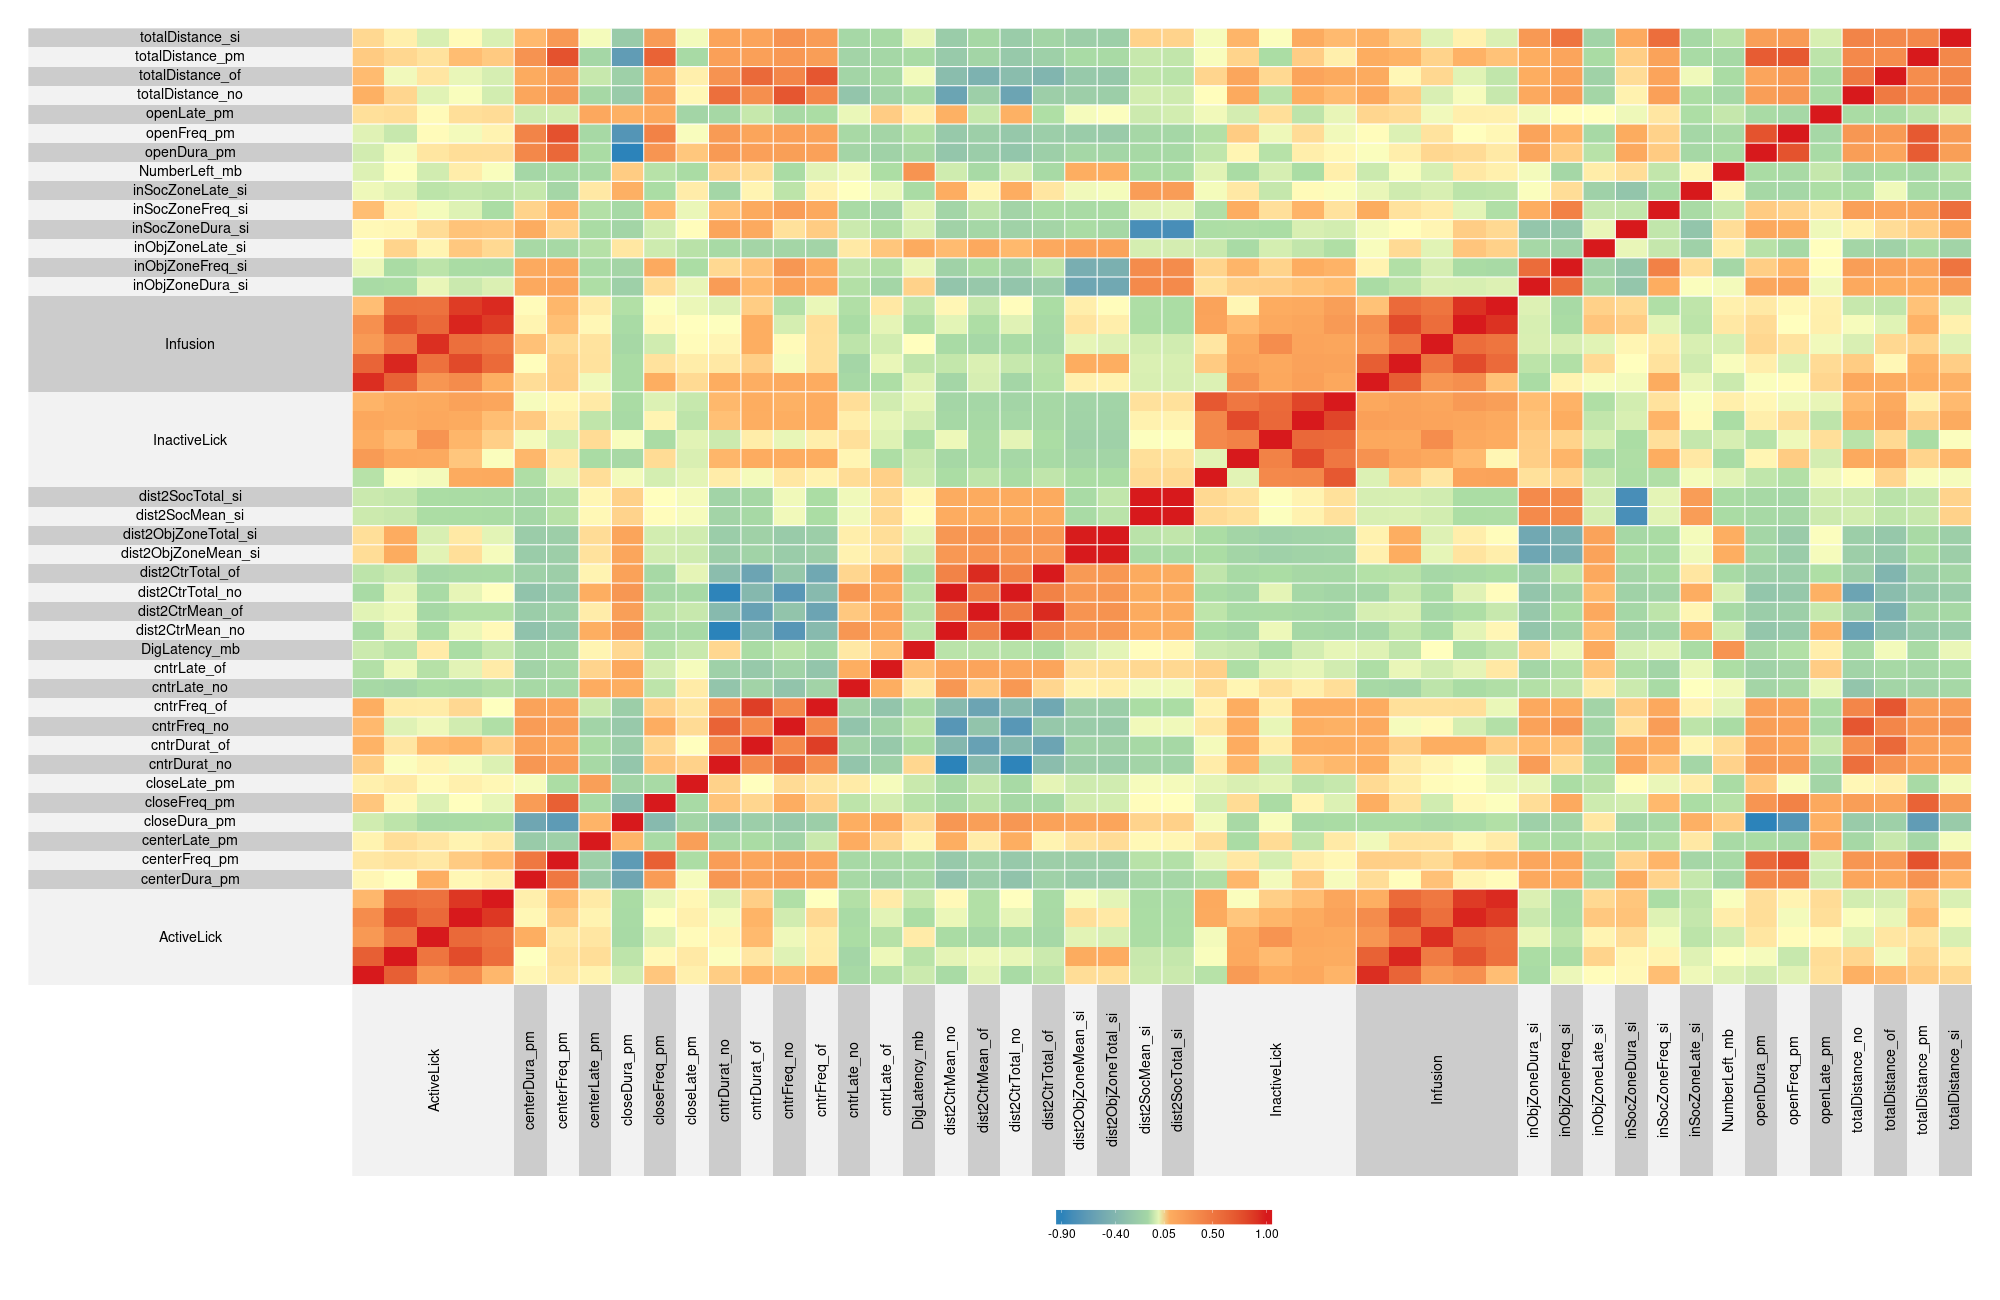 totalDistance_si
totalDistance_pm
totalDistance_of
totalDistance_no
openLate_pm
openFreq_pm
openDura_pm
NumberLeft_mb
inSocZoneLate_si
inSocZoneFreq_si
inSocZoneDura_si
inObjZoneLate_si
inObjZoneFreq_si
inObjZoneDura_si
Infusion
InactiveLick
dist2SocTotal_si
dist2SocMean_si
dist2ObjZoneTotal_si
dist2ObjZoneMean_si
dist2CtrTotal_of
dist2CtrTotal_no
dist2CtrMean_of
dist2CtrMean_no
DigLatency_mb
cntrLate_of
cntrLate_no
cntrFreq_of
cntrFreq_no
cntrDurat_of
cntrDurat_no
closeLate_pm
closeFreq_pm
closeDura_pm
centerLate_pm
centerFreq_pm
centerDura_pm
ActiveLick
ActiveLick
centerDura_pm
centerFreq_pm
centerLate_pm
closeDura_pm
closeFreq_pm
closeLate_pm
cntrDurat_no
cntrDurat_of
cntrFreq_no
cntrFreq_of
cntrLate_no
cntrLate_of
DigLatency_mb
dist2CtrMean_no
dist2CtrMean_of
dist2CtrTotal_no
dist2CtrTotal_of
dist2ObjZoneMean_si
dist2ObjZoneTotal_si
dist2SocMean_si
dist2SocTotal_si
InactiveLick
Infusion
inObjZoneDura_si
inObjZoneFreq_si
inObjZoneLate_si
inSocZoneDura_si
inSocZoneFreq_si
inSocZoneLate_si
NumberLeft_mb
openDura_pm
openFreq_pm
openLate_pm
totalDistance_no
totalDistance_of
totalDistance_pm
totalDistance_si
-0.90 -0.40 0.05 0.50 1.00